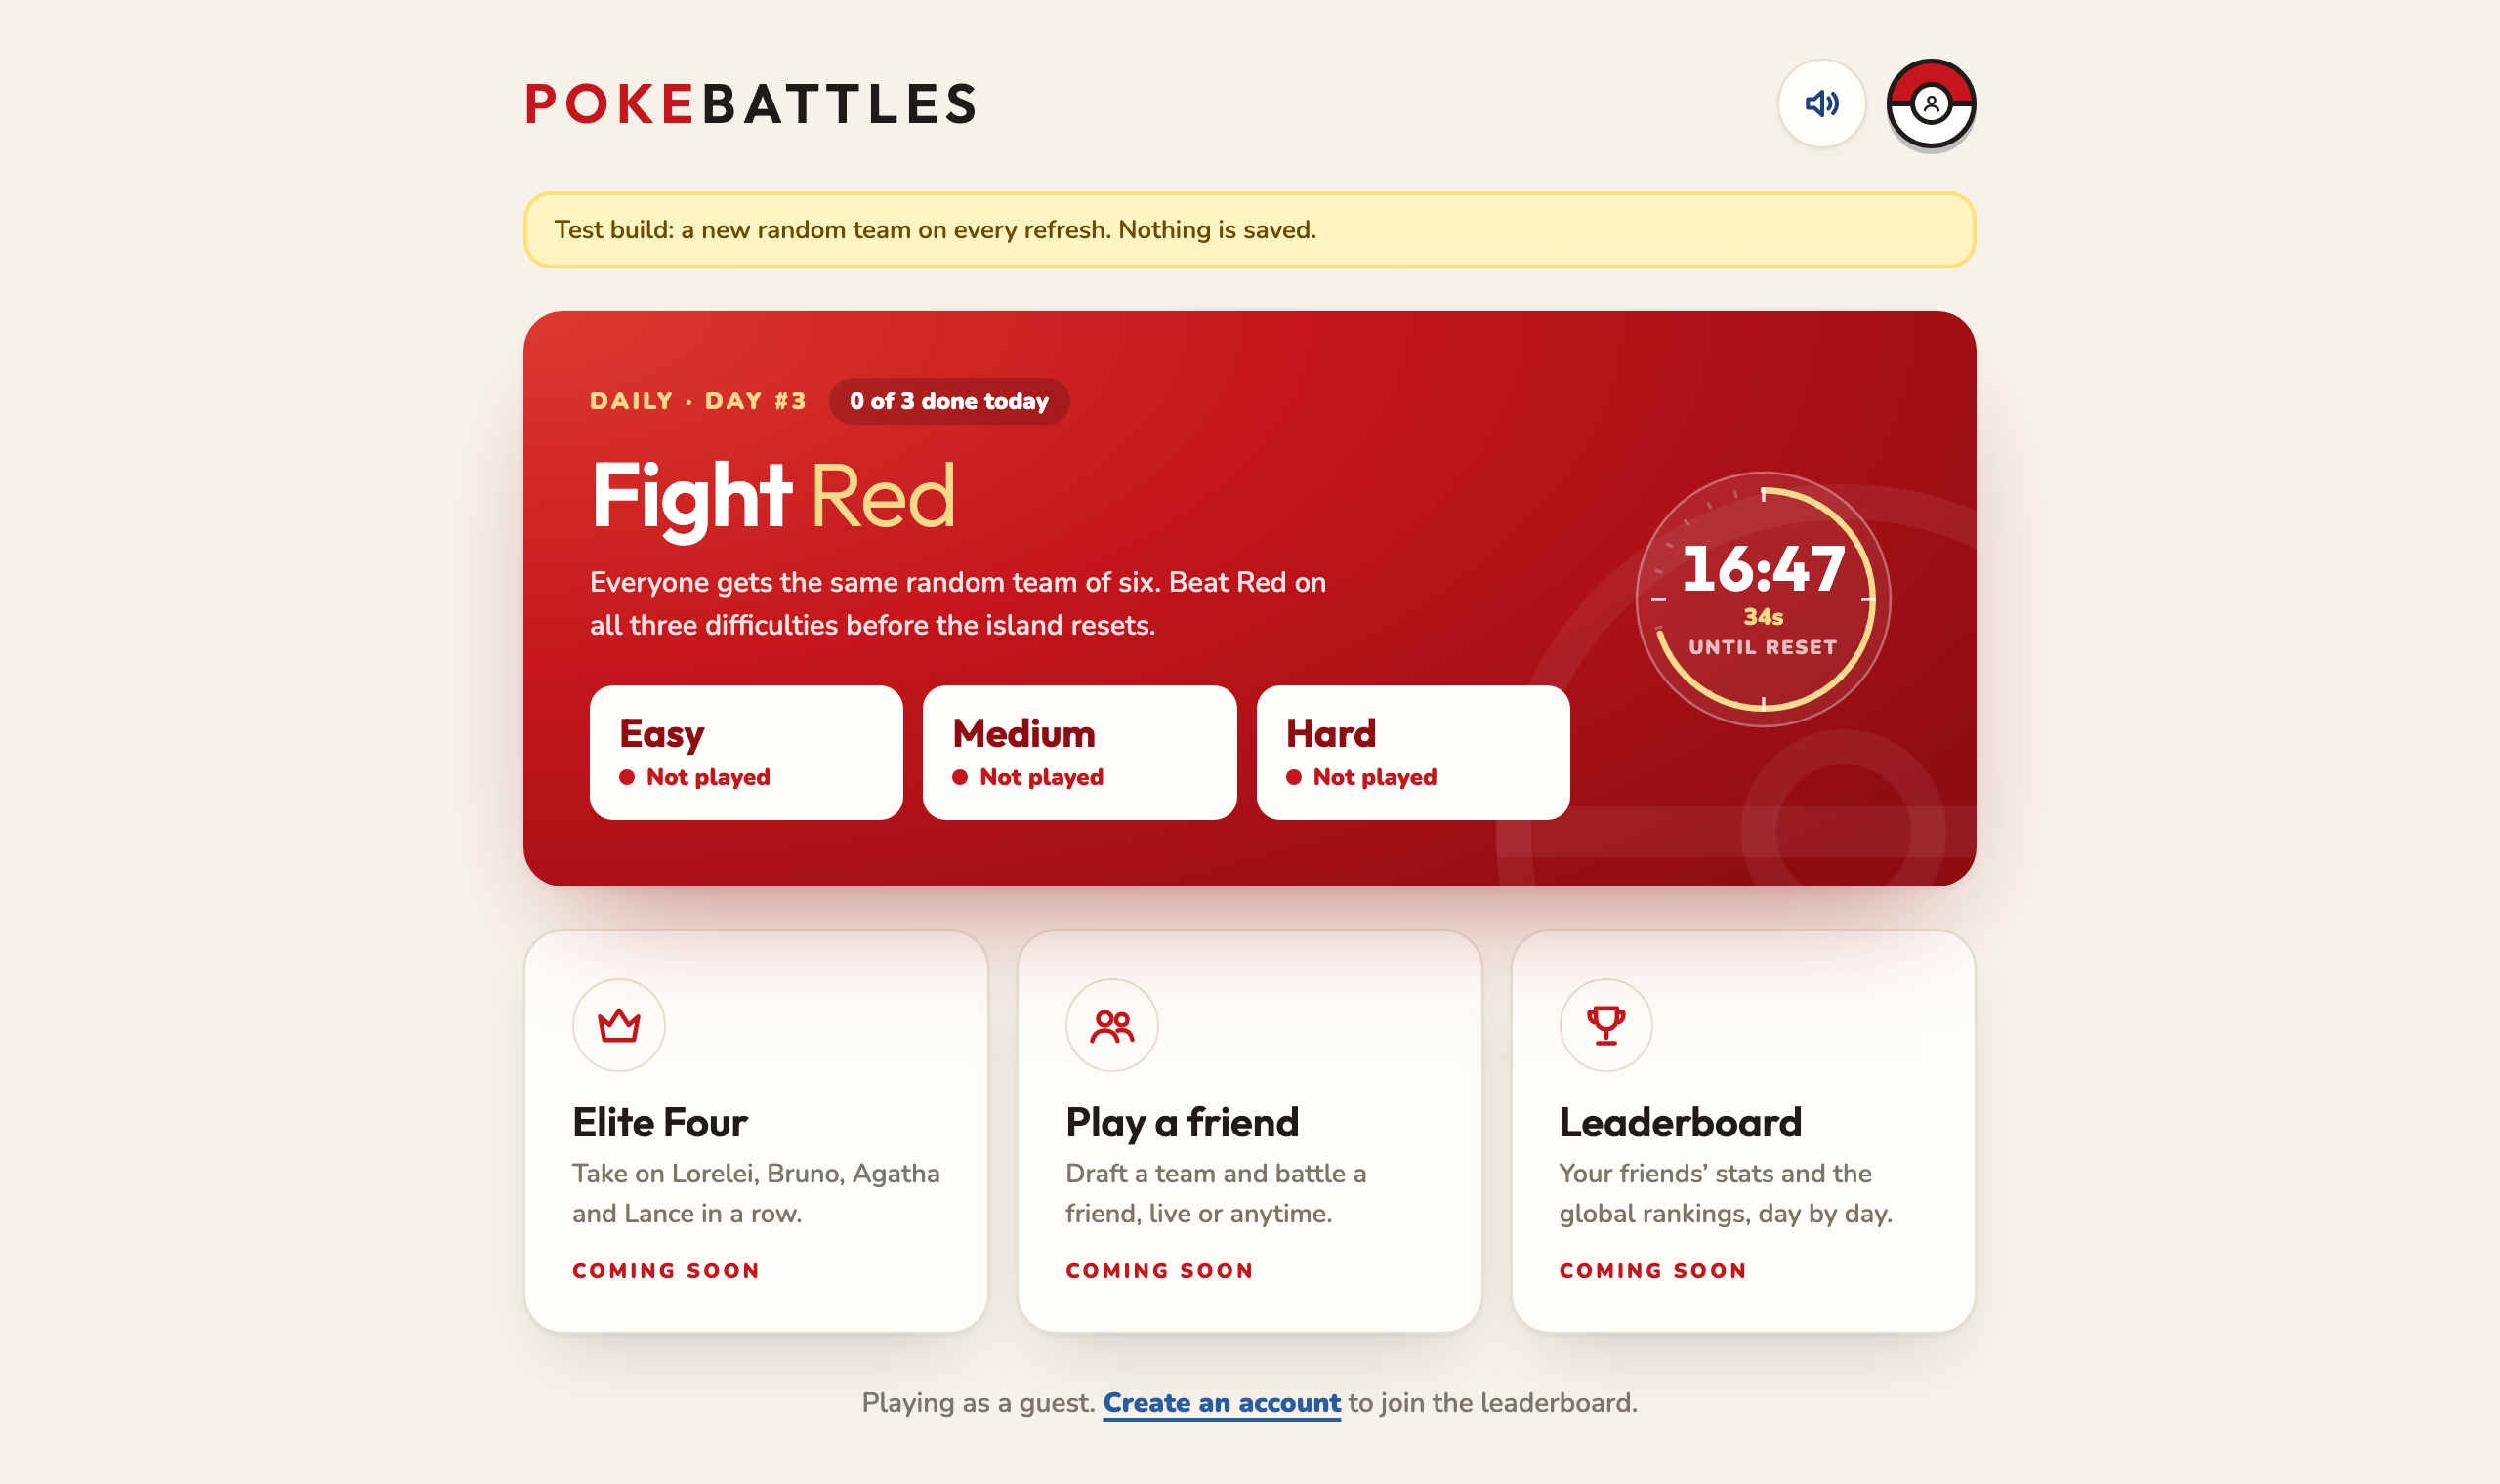 POKEBATTLES
Test build: a new random team on every refresh. Nothing is saved.
DAILY · DAY #3
0 of 3 done today
Fight Red
Everyone gets the same random team of six. Beat Red on
all three difficulties before the island resets.
16:47
34s
UNTIL RESET
Easy
Not played
Medium
Not played
Hard
Not played
Elite Four
Take on Lorelei, Bruno, Agatha
and Lance in a row.
COMING SOON
Play a friend
Draft a team and battle a
friend, live or anytime.
COMING SOON
Leaderboard
Your friends’ stats and the
global rankings, day by day.
COMING SOON
Playing as a guest. Create an account to join the leaderboard.